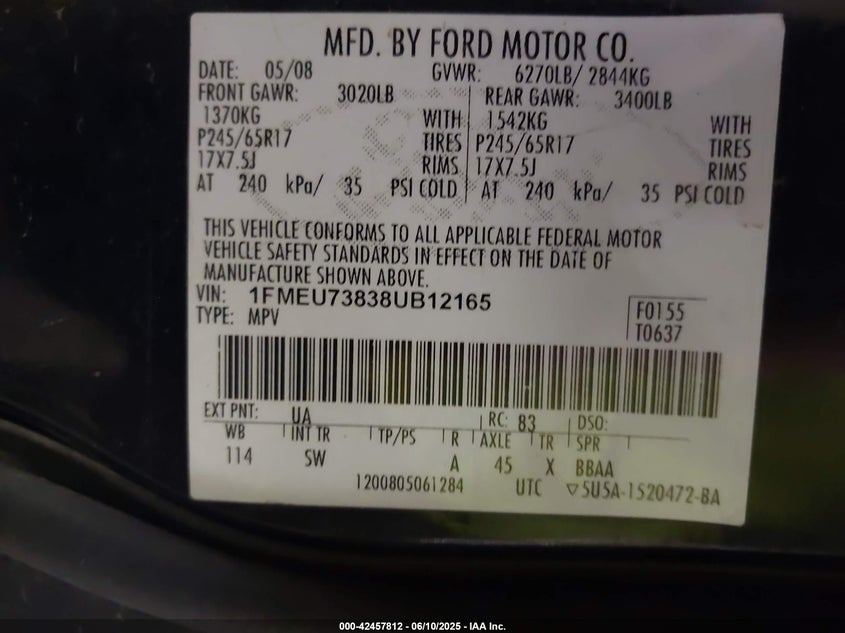 MFD. BY FORD MOTOR CO.
DATE: 05/08 GVWR: 6270LB/ 2844KG
FRONT GAWR: 3020LB REAR GAWR: 3400LB
1370KG WITH 1542KG WITH
P245/65R17 TIRES P245/65R17 TIRES
17X7.5J RIMS 17X7.5J RIMS
AT 240 kPa/ 35 PSI COLD AT 240 kPa/ 35 PSI COLD
THIS VEHICLE CONFORMS TO ALL APPLICABLE FEDERAL MOTOR
VEHICLE SAFETY STANDARDS IN EFFECT ON THE DATE OF
MANUFACTURE SHOWN ABOVE.
VIN: 1FMEU73838UB12165 F0155
TYPE: MPV T0637
EXT PNT: UA RC: 83 DSO:
WB INT TR TP/PS R AXLE TR SPR
114 SW A 45 X BBAA
1200805061284 UTC ▽5U5A-1520472-BA
000-42457812 - 06/10/2025 - IAA Inc.